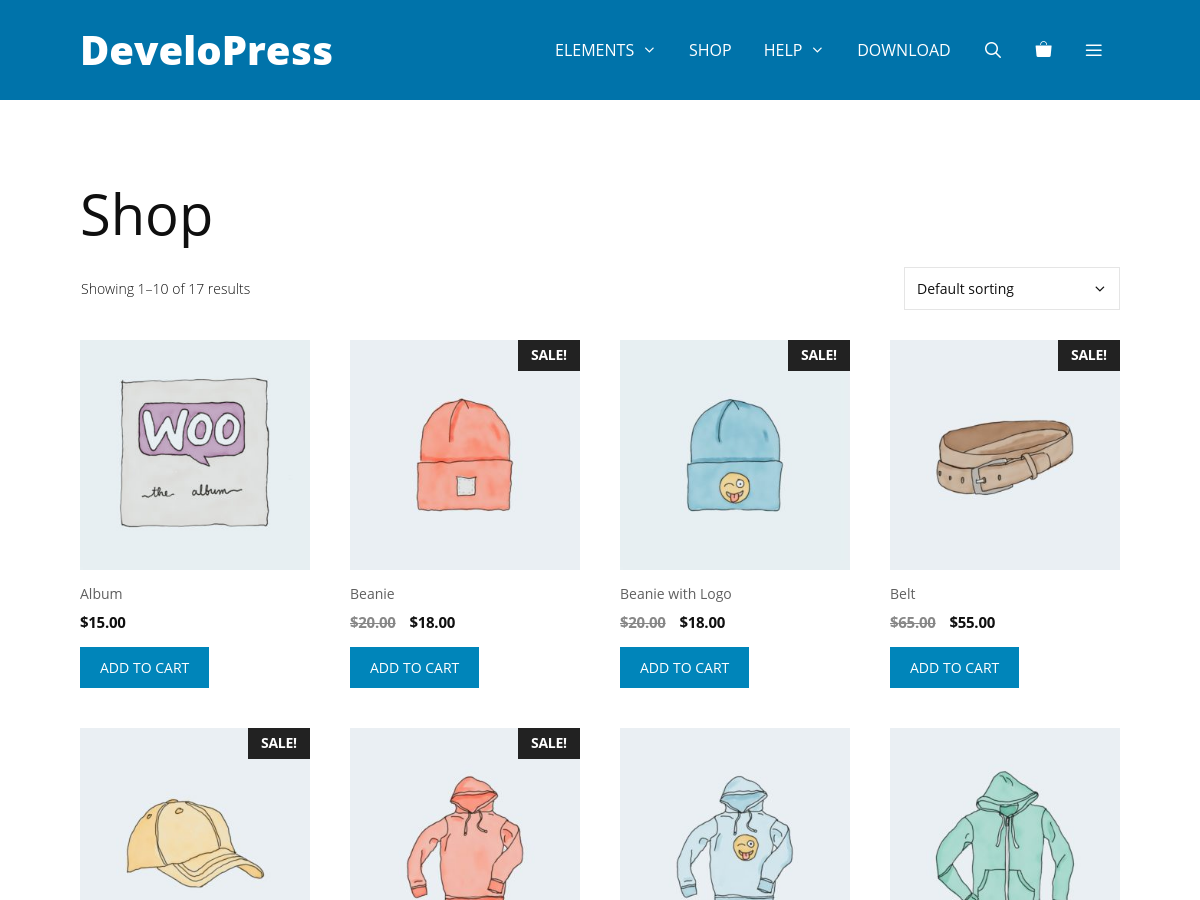 DeveloPress
ELEMENTS SHOP HELP DOWNLOAD
Shop
Showing 1–10 of 17 results
Default sorting
SALE! SALE! SALE!
WOO
the album
Album Beanie Beanie with Logo Belt
$15.00 $20.00 $18.00 $20.00 $18.00 $65.00 $55.00
ADD TO CART ADD TO CART ADD TO CART ADD TO CART
SALE! SALE!